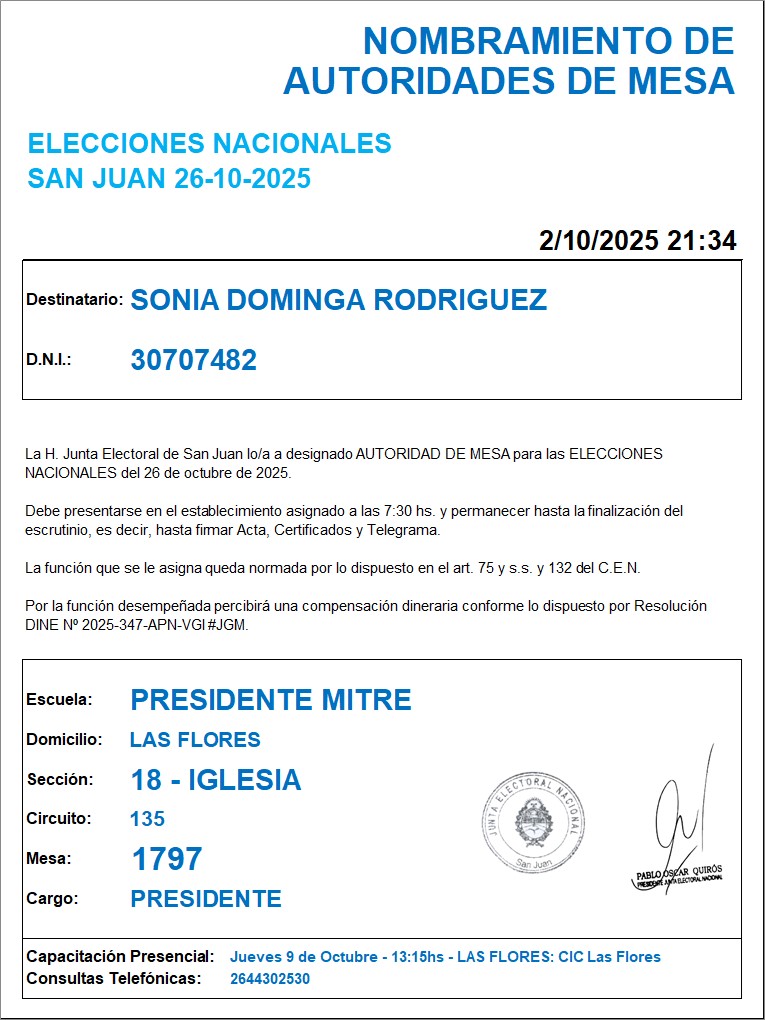 NOMBRAMIENTO DE
AUTORIDADES DE MESA
ELECCIONES NACIONALES
SAN JUAN 26-10-2025
2/10/2025 21:34
Destinatario: SONIA DOMINGA RODRIGUEZ
D.N.I.: 30707482
La H. Junta Electoral de San Juan lo/a a designado AUTORIDAD DE MESA para las ELECCIONES
NACIONALES del 26 de octubre de 2025.
Debe presentarse en el establecimiento asignado a las 7:30 hs. y permanecer hasta la finalización del
escrutinio, es decir, hasta firmar Acta, Certificados y Telegrama.
La función que se le asigna queda normada por lo dispuesto en el art. 75 y s.s. y 132 del C.E.N.
Por la función desempeñada percibirá una compensación dineraria conforme lo dispuesto por Resolución
DINE Nº 2025-347-APN-VGI#JGM.
Escuela: PRESIDENTE MITRE
Domicilio: LAS FLORES
Sección: 18 - IGLESIA
Circuito: 135
Mesa: 1797
Cargo: PRESIDENTE
JUNTA ELECTORAL NACIONAL
San Juan
PABLO OSCAR QUIRÓS
PRESIDENTE JUNTA ELECTORAL NACIONAL
Capacitación Presencial: Jueves 9 de Octubre - 13:15hs - LAS FLORES: CIC Las Flores
Consultas Telefónicas: 2644302530